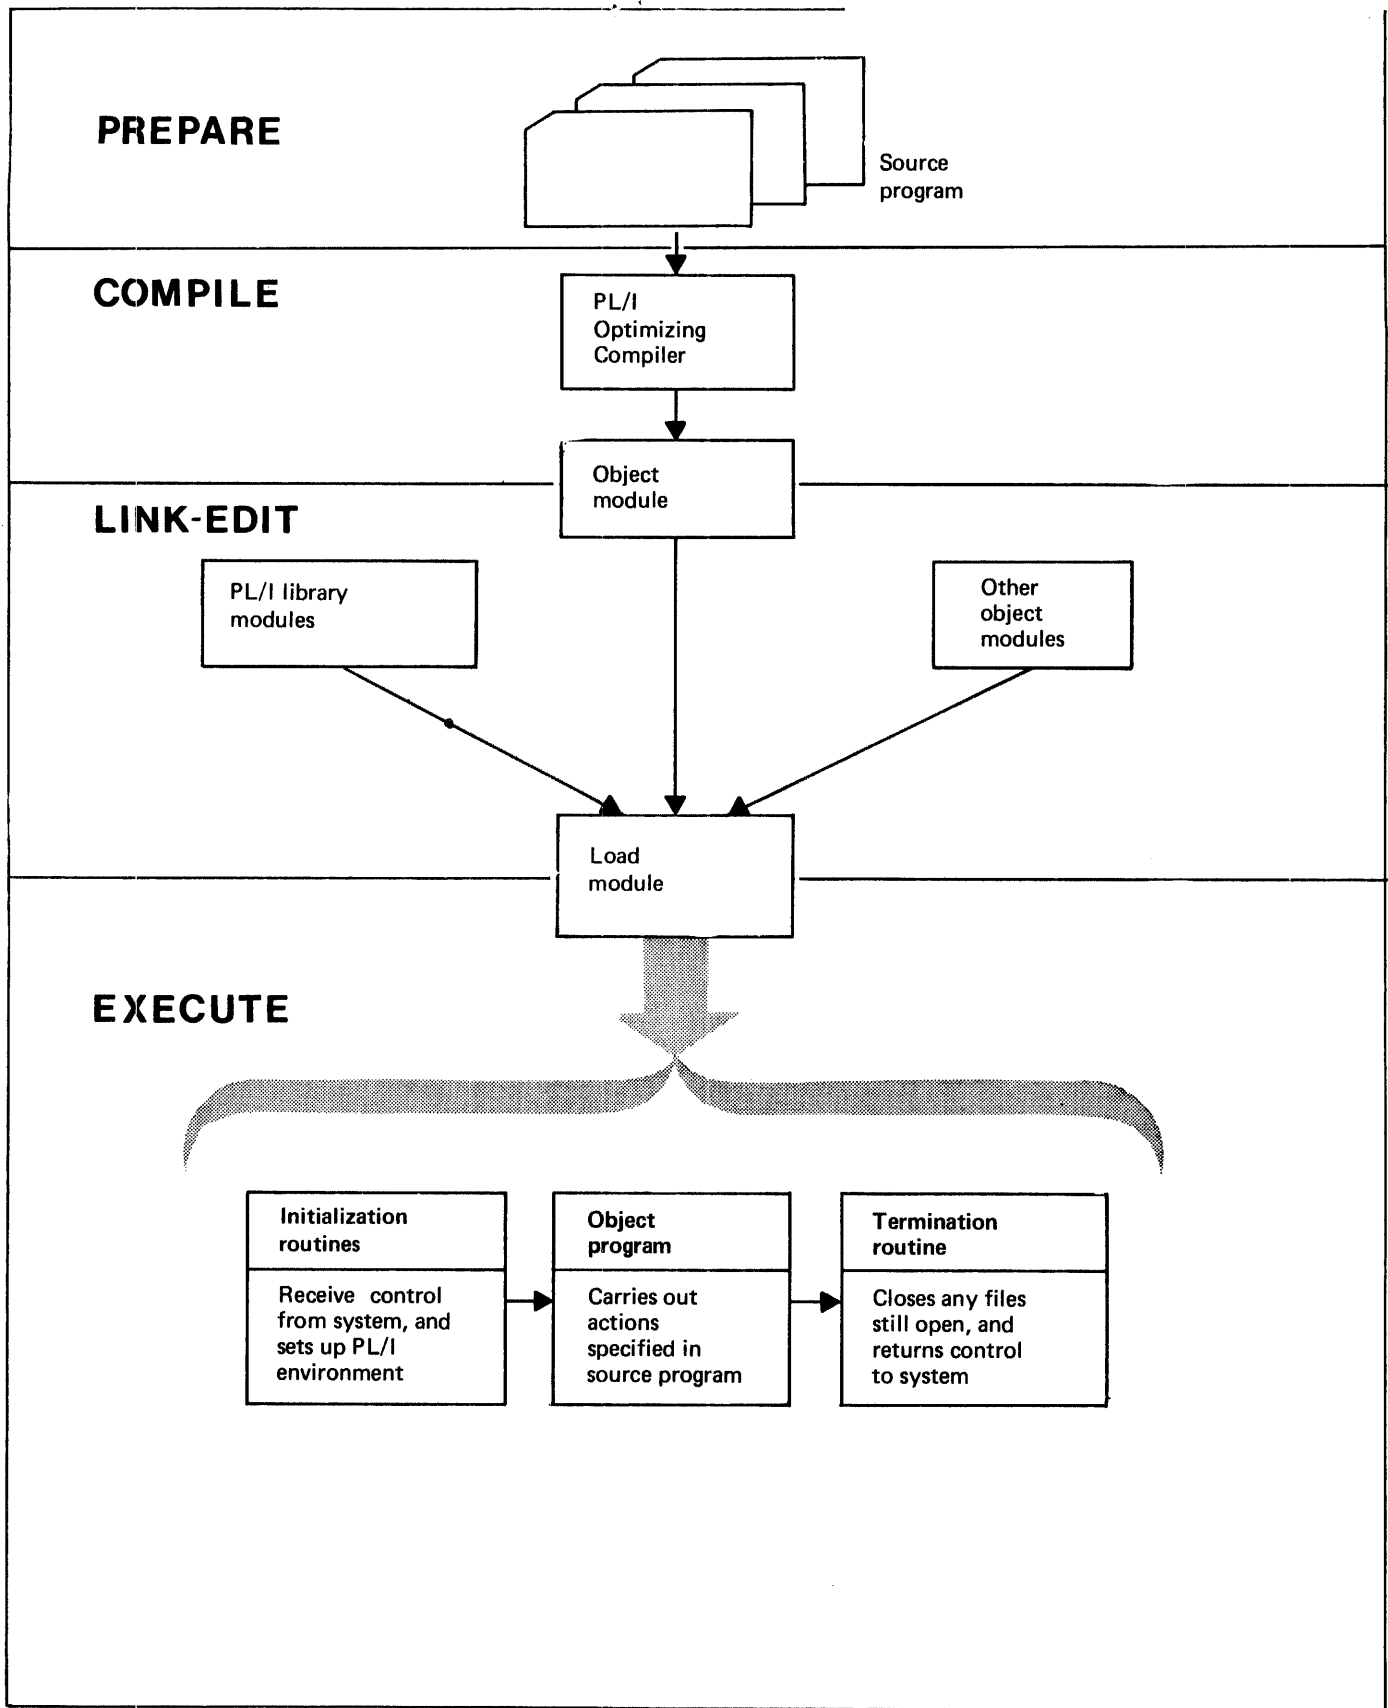 PREPARE
Source
program
COMPILE
PL/I
Optimizing
Compiler
Object
module
LINK-EDIT
PL/I library
modules
Other
object
modules
Load
module
EXECUTE
Initialization
routines
Receive control
from system, and
sets up PL/I
environment
Object
program
Carries out
actions
specified in
source program
Termination
routine
Closes any files
still open, and
returns control
to system